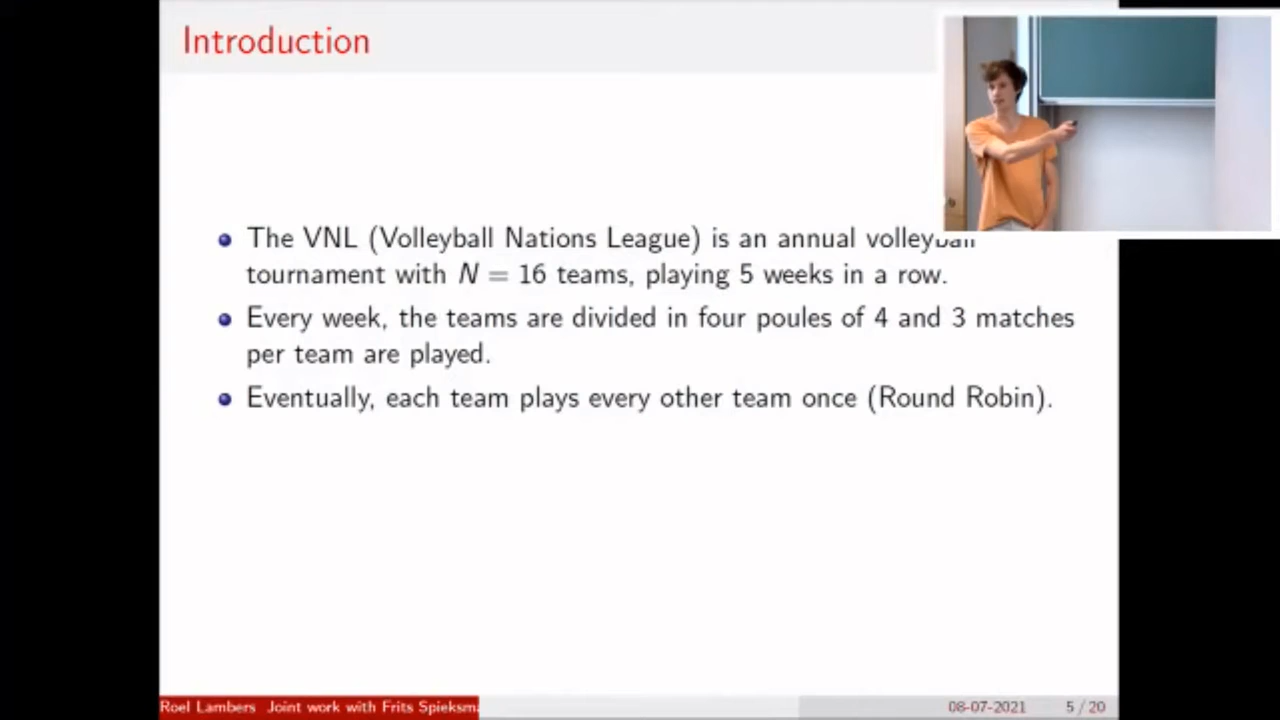 Introduction
The VNL (Volleyball Nations League) is an annual volleyball
tournament with N = 16 teams, playing 5 weeks in a row.
Every week, the teams are divided in four poules of 4 and 3 matches
per team are played.
Eventually, each team plays every other team once (Round Robin).
Roel Lambers Joint work with Frits Spieksma
08-07-2021 5 / 20